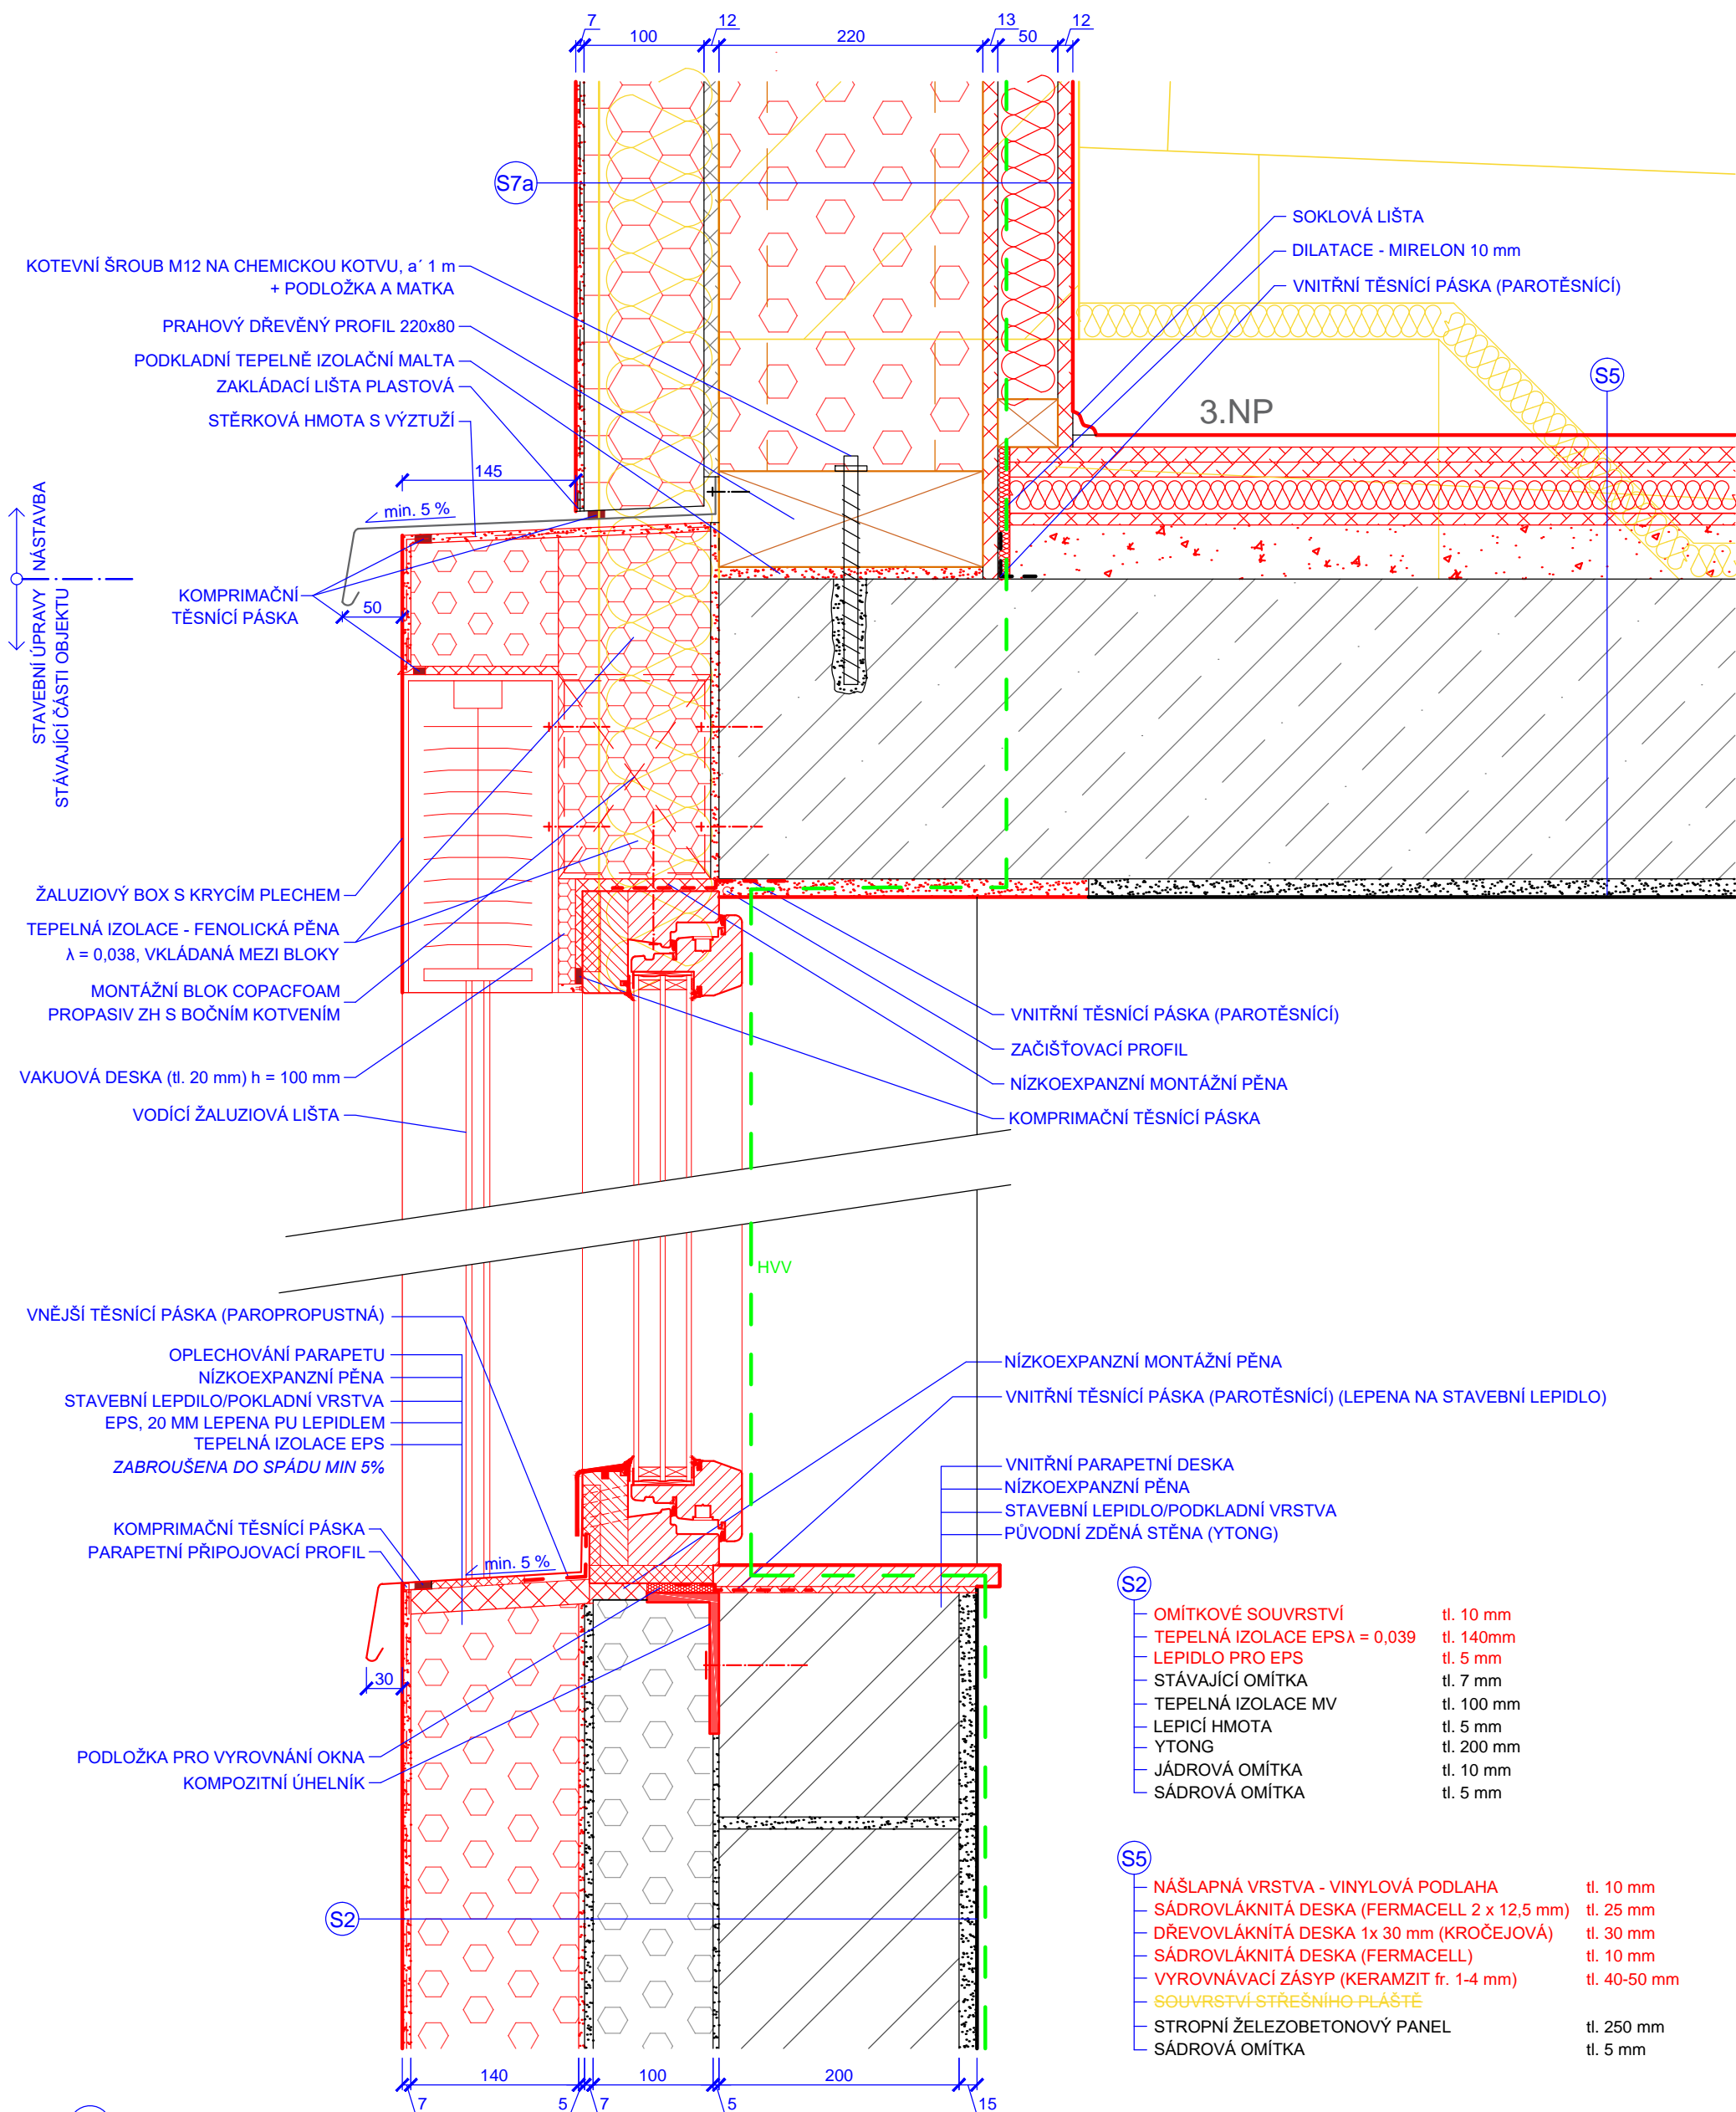 7
100
12
220
13
50
12
S7a
SOKLOVÁ LIŠTA
DILATACE - MIRELON 10 mm
VNITŘNÍ TĚSNÍCÍ PÁSKA (PAROTĚSNÍCÍ)
KOTEVNÍ ŠROUB M12 NA CHEMICKOU KOTVU, a´ 1 m
+ PODLOŽKA A MATKA
PRAHOVÝ DŘEVĚNÝ PROFIL 220x80
PODKLADNÍ TEPELNĚ IZOLAČNÍ MALTA
ZAKLÁDACÍ LIŠTA PLASTOVÁ
STĚRKOVÁ HMOTA S VÝZTUŽÍ
S5
3.NP
145
min. 5 %
NÁSTAVBA
STAVEBNÍ ÚPRAVY
STÁVAJÍCÍ ČÁSTI OBJEKTU
KOMPRIMAČNÍ
TĚSNÍCÍ PÁSKA
50
ŽALUZIOVÝ BOX S KRYCÍM PLECHEM
TEPELNÁ IZOLACE - FENOLICKÁ PĚNA
λ = 0,038, VKLÁDANÁ MEZI BLOKY
MONTÁŽNÍ BLOK COPACFOAM
PROPASIV ZH S BOČNÍM KOTVENÍM
VAKUOVÁ DESKA (tl. 20 mm) h = 100 mm
VODÍCÍ ŽALUZIOVÁ LIŠTA
VNITŘNÍ TĚSNÍCÍ PÁSKA (PAROTĚSNÍCÍ)
ZAČIŠŤOVACÍ PROFIL
NÍZKOEXPANZNÍ MONTÁŽNÍ PĚNA
KOMPRIMAČNÍ TĚSNÍCÍ PÁSKA
HVV
VNĚJŠÍ TĚSNÍCÍ PÁSKA (PAROPROPUSTNÁ)
OPLECHOVÁNÍ PARAPETU
NÍZKOEXPANZNÍ PĚNA
STAVEBNÍ LEPDILO/POKLADNÍ VRSTVA
EPS, 20 MM LEPENA PU LEPIDLEM
TEPELNÁ IZOLACE EPS
ZABROUŠENA DO SPÁDU MIN 5%
KOMPRIMAČNÍ TĚSNÍCÍ PÁSKA
PARAPETNÍ PŘIPOJOVACÍ PROFIL
min. 5 %
30
PODLOŽKA PRO VYROVNÁNÍ OKNA
KOMPOZITNÍ ÚHELNÍK
NÍZKOEXPANZNÍ MONTÁŽNÍ PĚNA
VNITŘNÍ TĚSNÍCÍ PÁSKA (PAROTĚSNÍCÍ) (LEPENA NA STAVEBNÍ LEPIDLO)
VNITŘNÍ PARAPETNÍ DESKA
NÍZKOEXPANZNÍ PĚNA
STAVEBNÍ LEPIDLO/PODKLADNÍ VRSTVA
PŮVODNÍ ZDĚNÁ STĚNA (YTONG)
S2
OMÍTKOVÉ SOUVRSTVÍ tl. 10 mm
TEPELNÁ IZOLACE EPSλ = 0,039 tl. 140mm
LEPIDLO PRO EPS tl. 5 mm
STÁVAJÍCÍ OMÍTKA tl. 7 mm
TEPELNÁ IZOLACE MV tl. 100 mm
LEPICÍ HMOTA tl. 5 mm
YTONG tl. 200 mm
JÁDROVÁ OMÍTKA tl. 10 mm
SÁDROVÁ OMÍTKA tl. 5 mm
S5
NÁŠLAPNÁ VRSTVA - VINYLOVÁ PODLAHA tl. 10 mm
SÁDROVLÁKNITÁ DESKA (FERMACELL 2 x 12,5 mm) tl. 25 mm
DŘEVOVLÁKNÍTÁ DESKA 1x 30 mm (KROČEJOVÁ) tl. 30 mm
SÁDROVLÁKNITÁ DESKA (FERMACELL) tl. 10 mm
VYROVNÁVACÍ ZÁSYP (KERAMZIT fr. 1-4 mm) tl. 40-50 mm
SOUVRSTVÍ STŘEŠNÍHO PLÁŠTĚ
STROPNÍ ŽELEZOBETONOVÝ PANEL tl. 250 mm
SÁDROVÁ OMÍTKA tl. 5 mm
S2
140
100
200
7
5
7
5
15